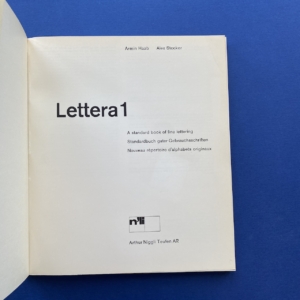 Armin Haab Alex Stocker
Lettera 1
A standard book of fine lettering
Standardbuch guter Gebrauchsschriften
Nouveau répertoire d'alphabets originaux
Arthur Niggli Teufen AR